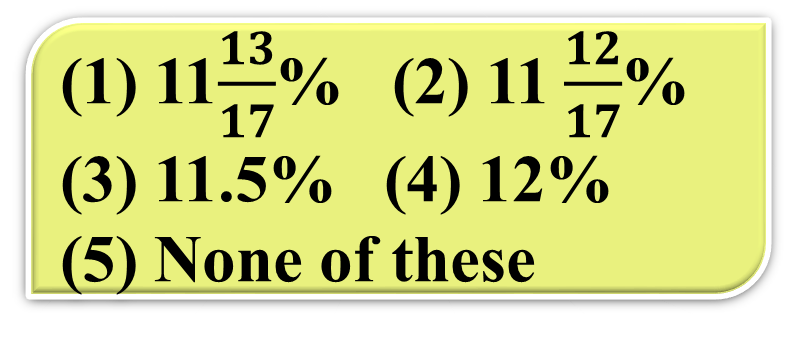 (1) 11 13/17 % (2) 11 12/17 %
(3) 11.5% (4) 12%
(5) None of these